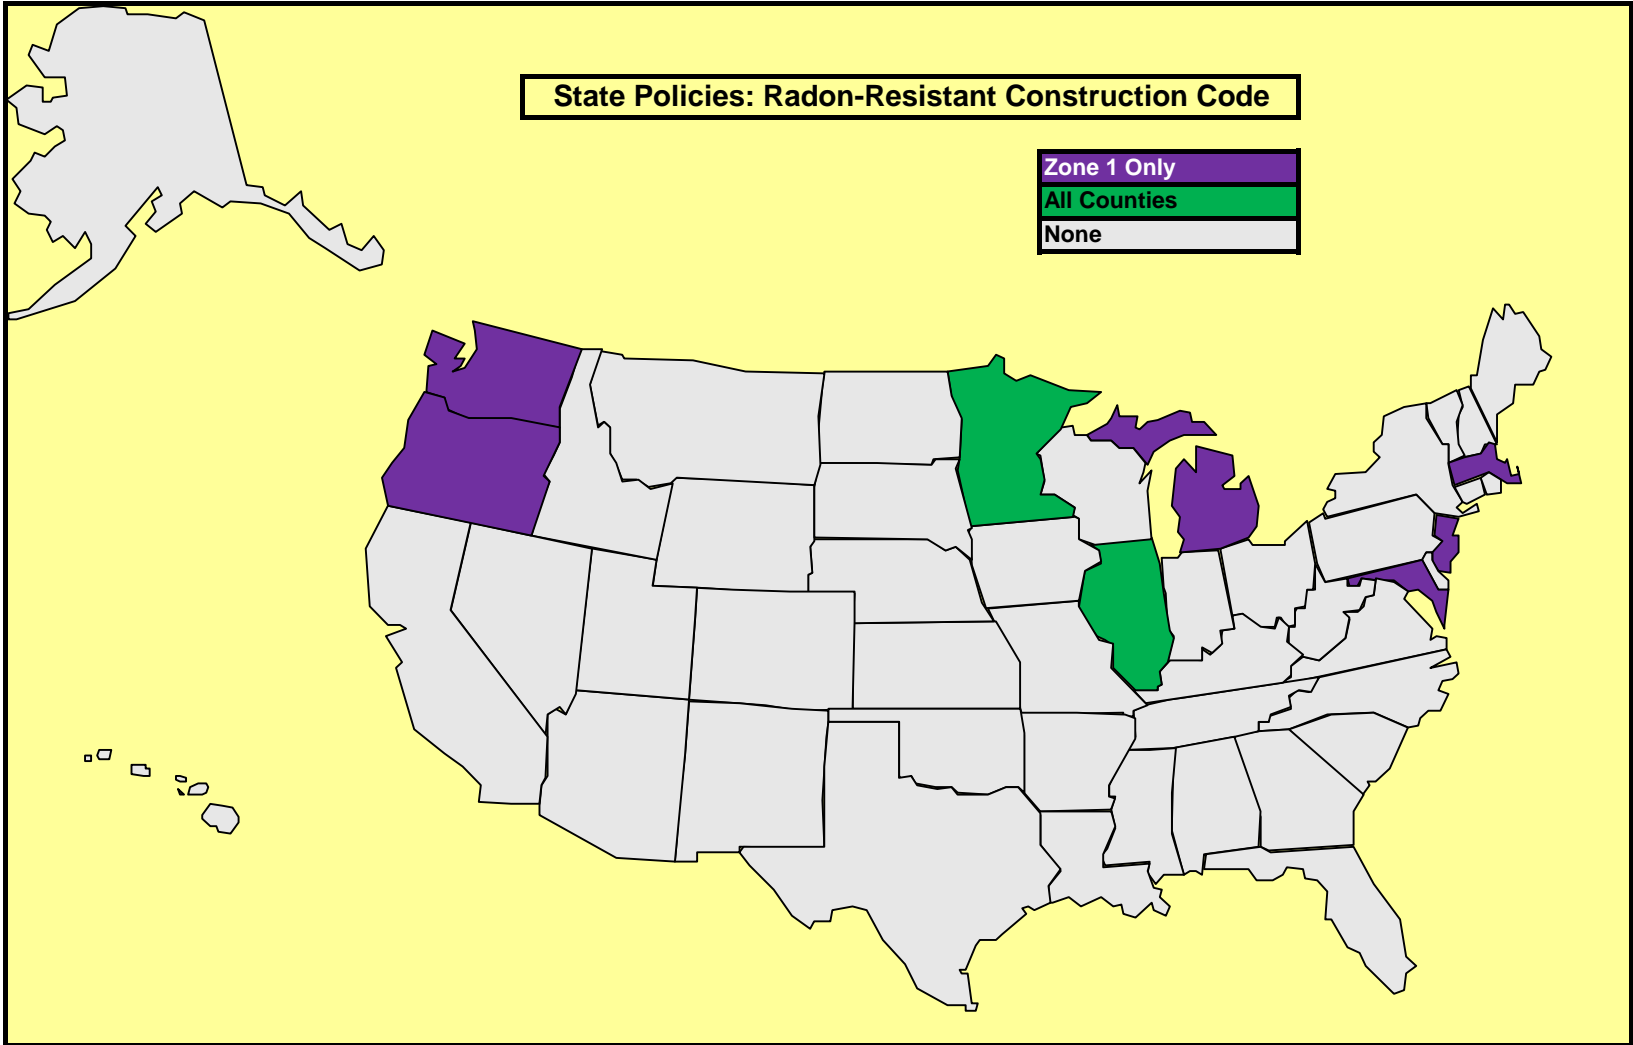 State Policies: Radon-Resistant Construction Code
Zone 1 Only
All Counties
None